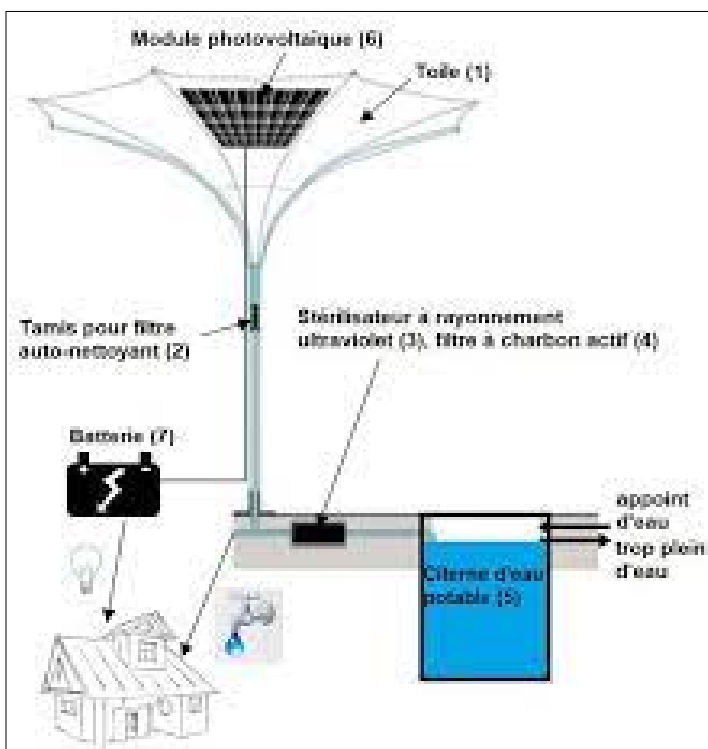 Module photovoltaïque (6)
Toile (1)
Tamis pour filtre
auto-nettoyant (2)
Stérilisateur à rayonnement
ultraviolet (3), filtre à charbon actif (4)
Batterie (7)
appoint
d'eau
trop plein
d'eau
Citerne d'eau
potable (5)